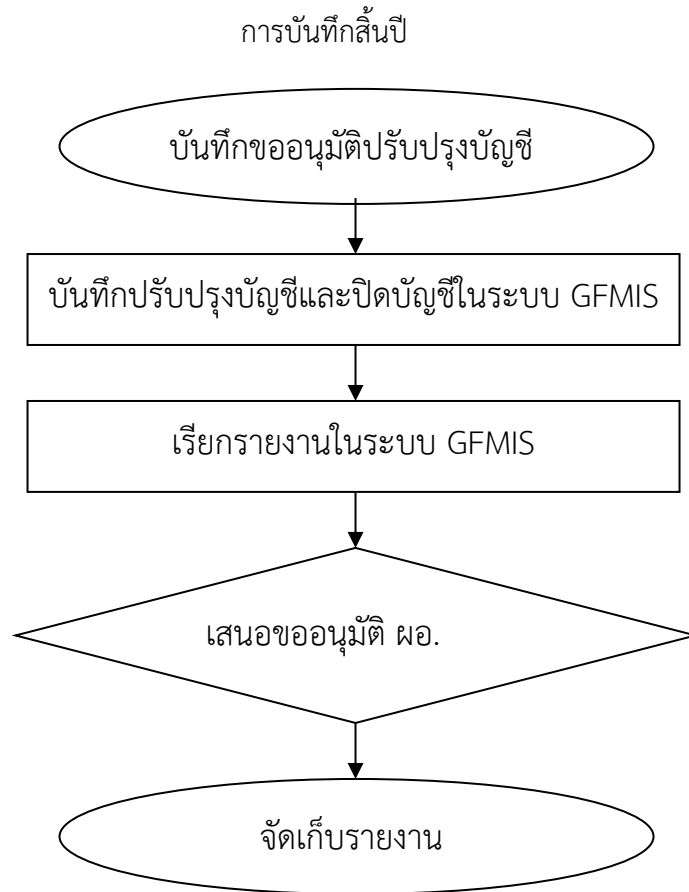 การบันทึกสิ้นปี
บันทึกขออนุมัติปรับปรุงบัญชี
บันทึกปรับปรุงบัญชีและปิดบัญชีในระบบ GFMIS
เรียกรายงานในระบบ GFMIS
เสนอขออนุมัติ ผอ.
จัดเก็บรายงาน